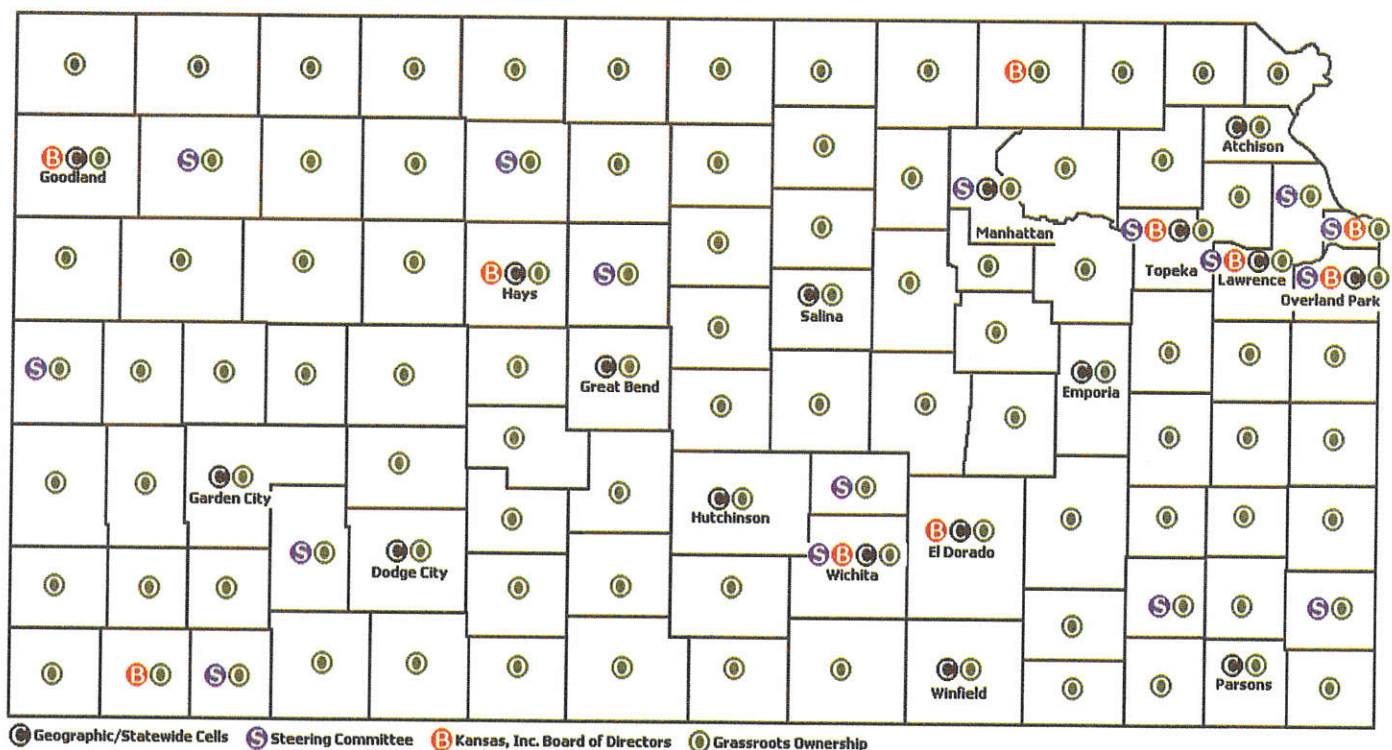 O O O O O O O O O B O O O O
C O
Atchison
B C O S O O O S O O O O
Goodland
O O O
S C O O S O
Manhattan
O O O O O O S B C O S B O
B C O S O O O S B C O S B C O
Hays
Topeka Lawrence Overland Park
O C O
Salina
O O O
S O O O O O O O O O O
C O C O
Great Bend Emporia
O O O O O O
O O
O O C O O S O
Garden City
O C O O O O O
Hutchinson
S O C O O S B C O B C O
Dodge City Wichita El Dorado
O O O O O
S O O S O
O
O B O S O O O O O O O C O O O C O O
Winfield Parsons
C Geographic/Statewide Cells S Steering Committee B Kansas, Inc. Board of Directors O Grassroots Ownership